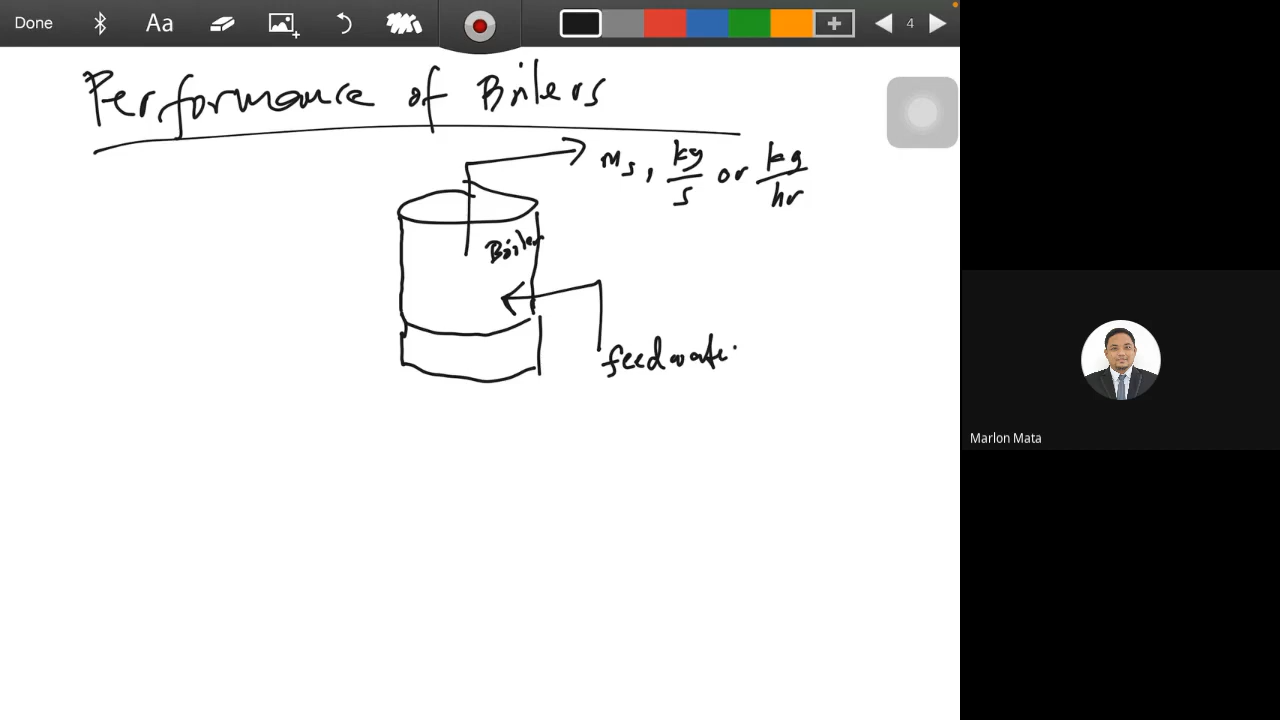 Done Aa 4
Performance of Boilers
ms, kg/s or kg/hr
Boiler
feedwater
Marlon Mata